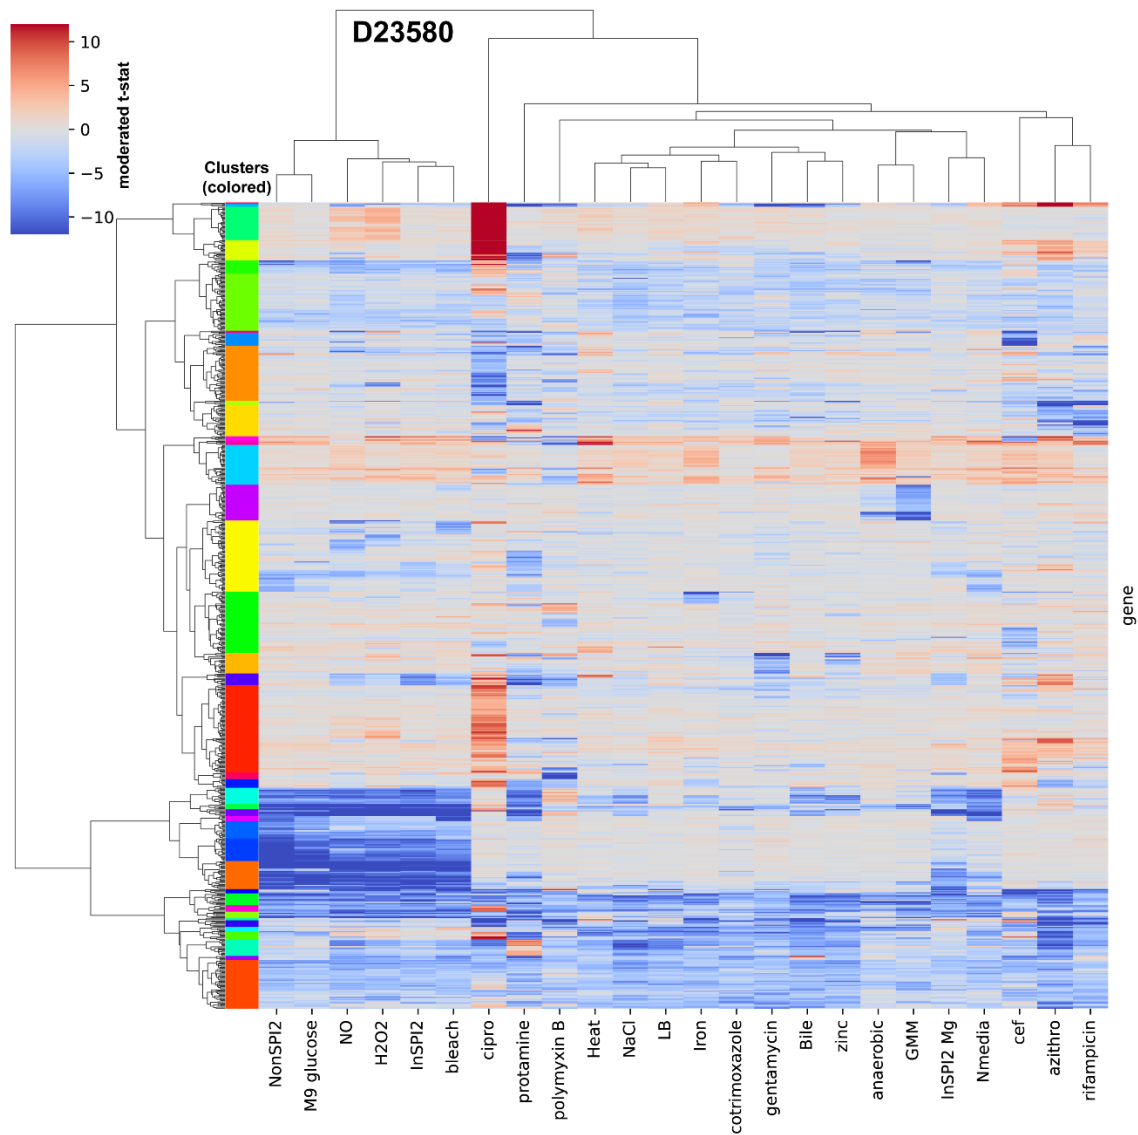 D23580
10
5
0
−5
−10
moderated t-stat
Clusters
(colored)
gene
NonSPI2
M9 glucose
NO
H2O2
InSPI2
bleach
cipro
protamine
polymyxin B
Heat
NaCl
LB
Iron
cotrimoxazole
gentamycin
Bile
zinc
anaerobic
GMM
InSPI2 Mg
Nmedia
cef
azithro
rifampicin